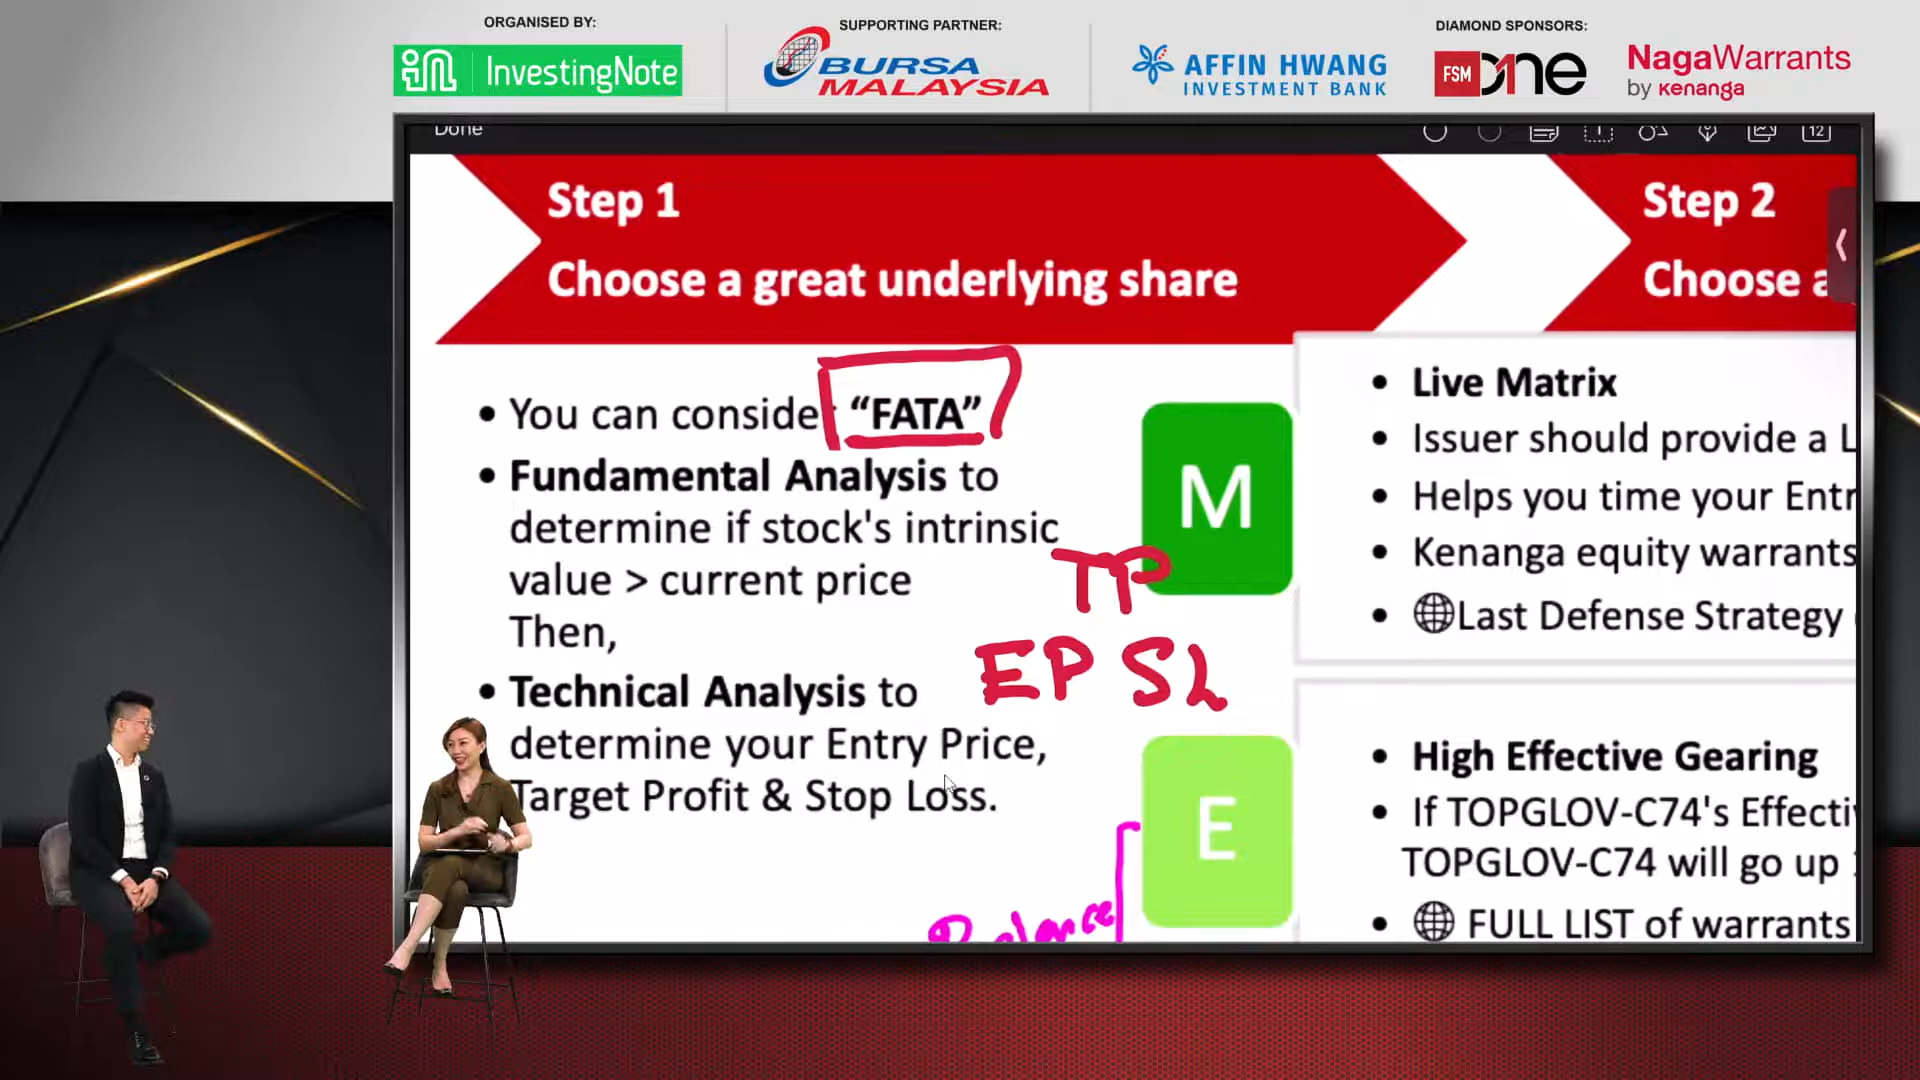 ORGANISED BY:
InvestingNote
SUPPORTING PARTNER:
BURSA
MALAYSIA
AFFIN HWANG
INVESTMENT BANK
DIAMOND SPONSORS:
FSM One
NagaWarrants
by Kenanga
Done
12
Step 1
Choose a great underlying share
Step 2
Choose a
• You can consider “FATA”
• Fundamental Analysis to
determine if stock's intrinsic
value > current price
Then,
• Technical Analysis to
determine your Entry Price,
Target Profit & Stop Loss.
TP
EP SL
Balance
M
E
• Live Matrix
• Issuer should provide a L
• Helps you time your Entr
• Kenanga equity warrants
• Last Defense Strategy
• High Effective Gearing
• If TOPGLOV-C74's Effecti
TOPGLOV-C74 will go up
• FULL LIST of warrants